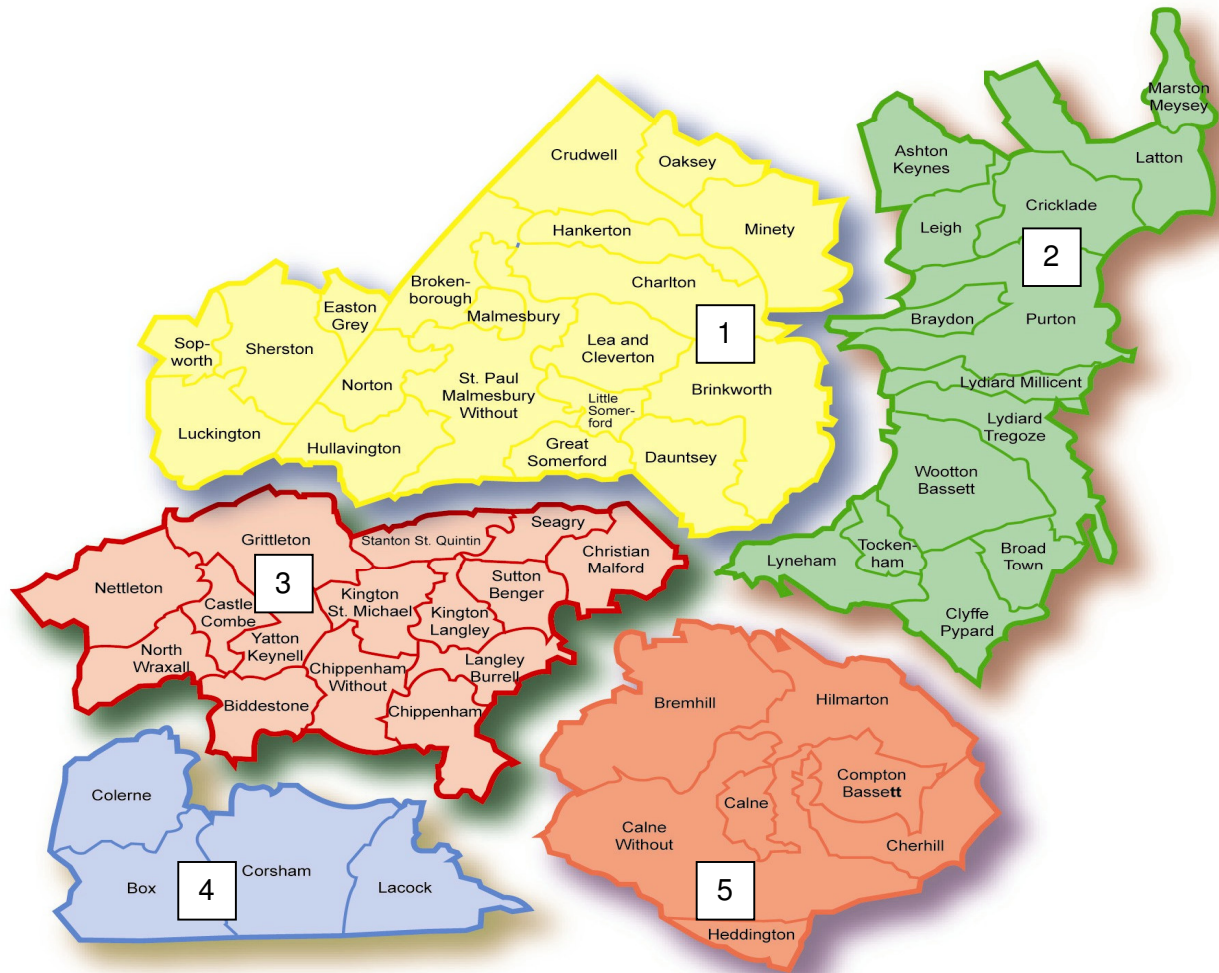 Crudwell
Oaksey
Minety
Hankerton
Charlton
Broken-
borough
Malmesbury
Easton
Grey
Sop-
worth
Sherston
Lea and
Cleverton
1
Norton
St. Paul
Malmesbury
Without
Little
Somer-
ford
Brinkworth
Luckington
Hullavington
Great
Somerford
Dauntsey
Marston
Meysey
Ashton
Keynes
Latton
Cricklade
Leigh
2
Braydon
Purton
Lydiard Millicent
Lydiard
Tregoze
Wootton
Bassett
Lyneham
Tocken-
ham
Broad
Town
Clyffe
Pypard
Seagry
Stanton St. Quintin
Grittleton
Christian
Malford
Nettleton
3
Sutton
Benger
Kington
St. Michael
Castle
Combe
Kington
Langley
Yatton
Keynell
North
Wraxall
Langley
Burrell
Chippenham
Without
Biddestone
Chippenham
Colerne
Corsham
Box
4
Lacock
Bremhill
Hilmarton
Compton
Bassett
Calne
Calne
Without
Cherhill
5
Heddington